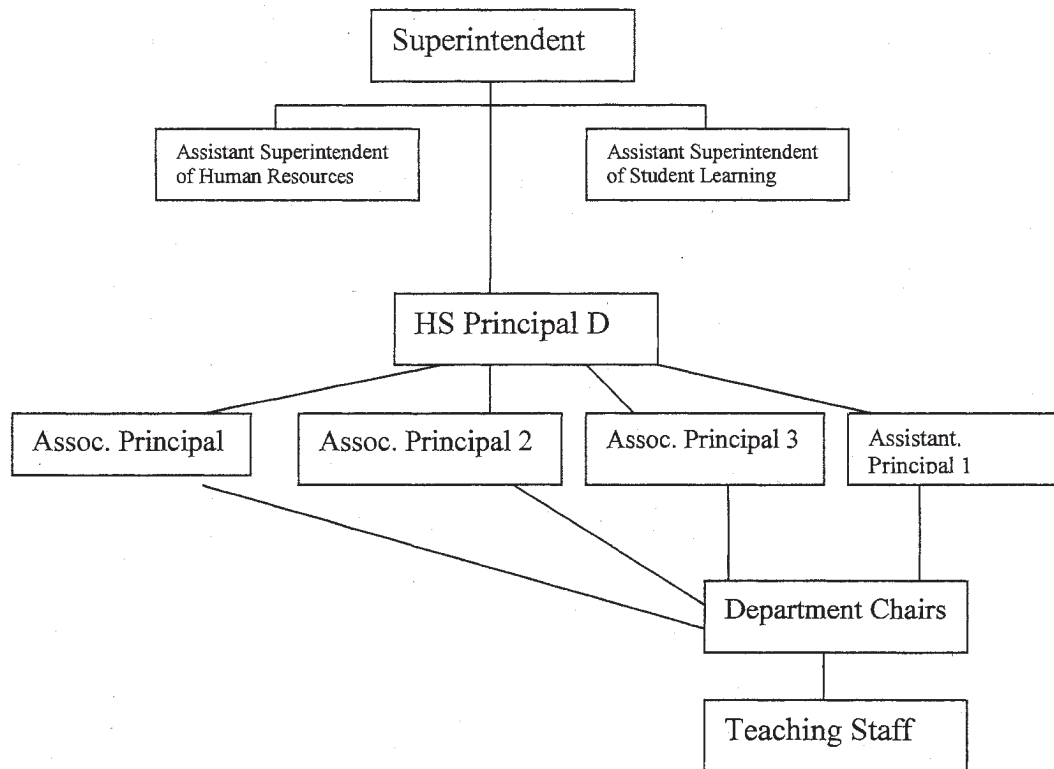 Superintendent
Assistant Superintendent
of Human Resources
Assistant Superintendent
of Student Learning
HS Principal D
Assoc. Principal
Assoc. Principal 2
Assoc. Principal 3
Assistant.
Principal 1
Department Chairs
Teaching Staff